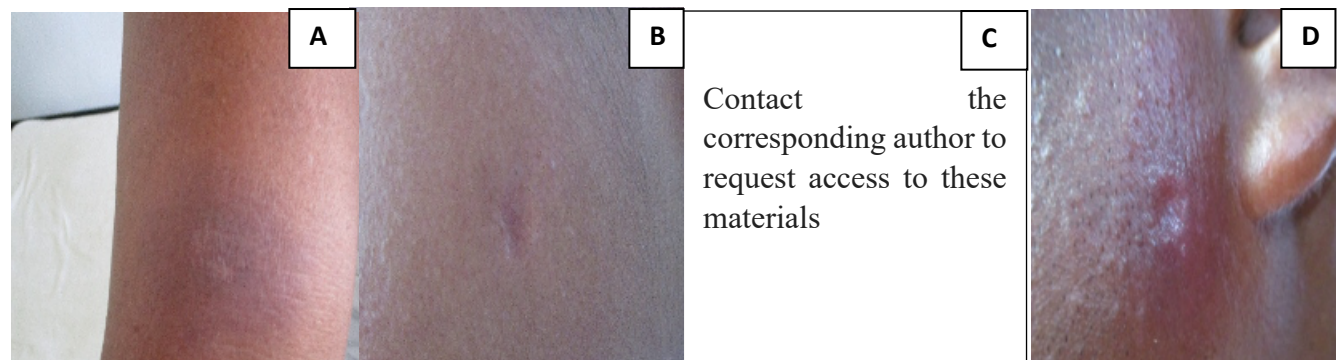 A
B
C
D
Contact the
corresponding author to
request access to these
materials